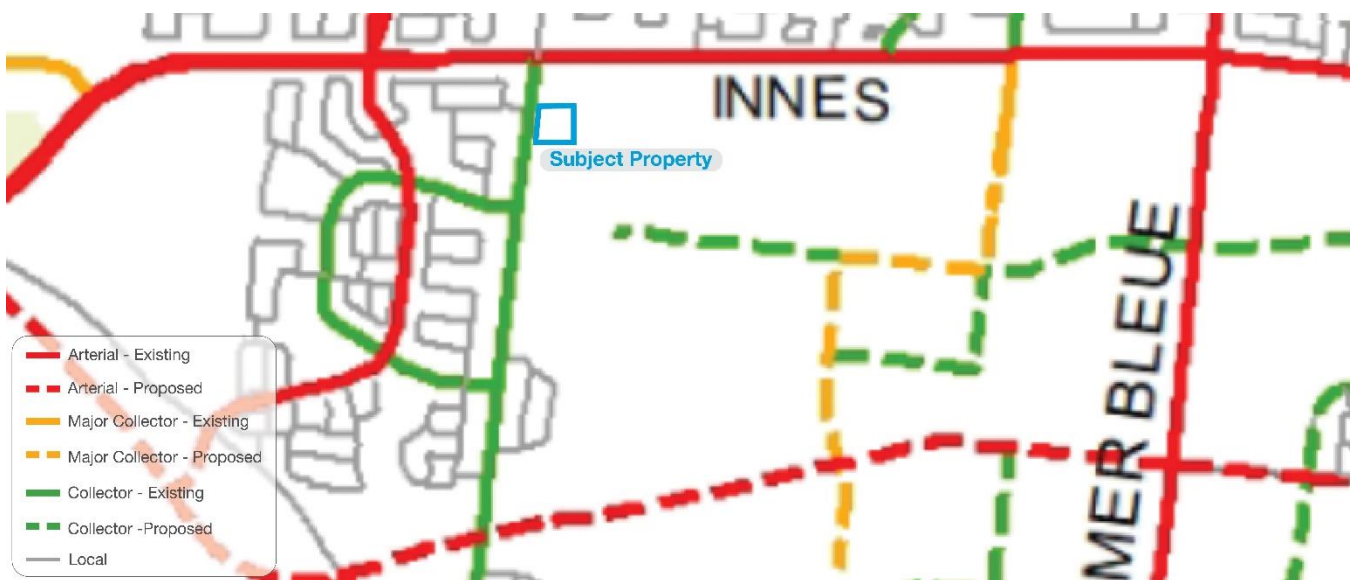 INNES
Subject Property
MER BLEUE
Arterial - Existing
Arterial - Proposed
Major Collector - Existing
Major Collector - Proposed
Collector - Existing
Collector -Proposed
Local